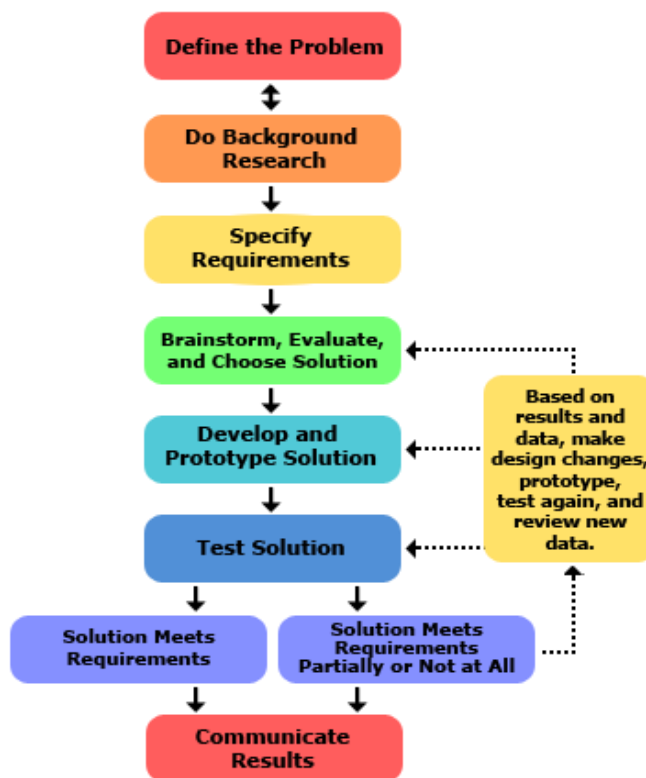 Define the Problem
Do Background
Research
Specify
Requirements
Brainstorm, Evaluate,
and Choose Solution
Develop and
Prototype Solution
Test Solution
Based on
results and
data, make
design changes,
prototype,
test again, and
review new
data.
Solution Meets
Requirements
Solution Meets
Requirements
Partially or Not at All
Communicate
Results